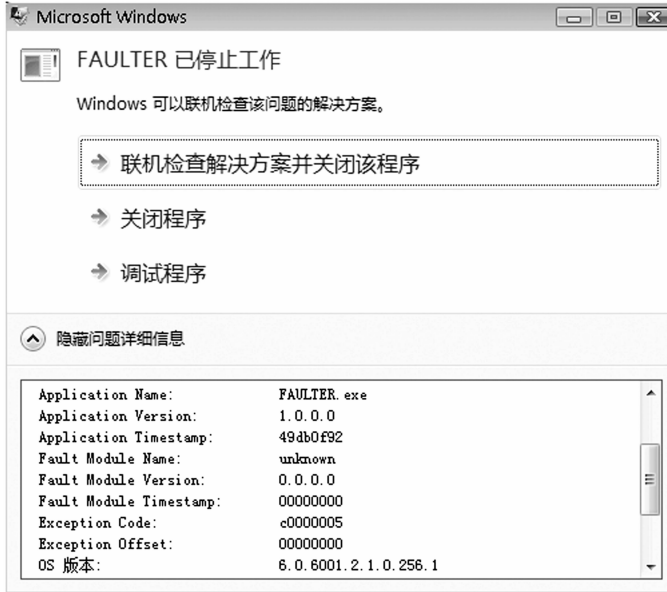 Microsoft Windows
FAULTER 已停止工作
Windows 可以联机检查该问题的解决方案。
联机检查解决方案并关闭该程序
关闭程序
调试程序
隐藏问题详细信息
Application Name: FAULTER.exe
Application Version: 1.0.0.0
Application Timestamp: 49db0f92
Fault Module Name: unknown
Fault Module Version: 0.0.0.0
Fault Module Timestamp: 00000000
Exception Code: c0000005
Exception Offset: 00000000
OS 版本: 6.0.6001.2.1.0.256.1